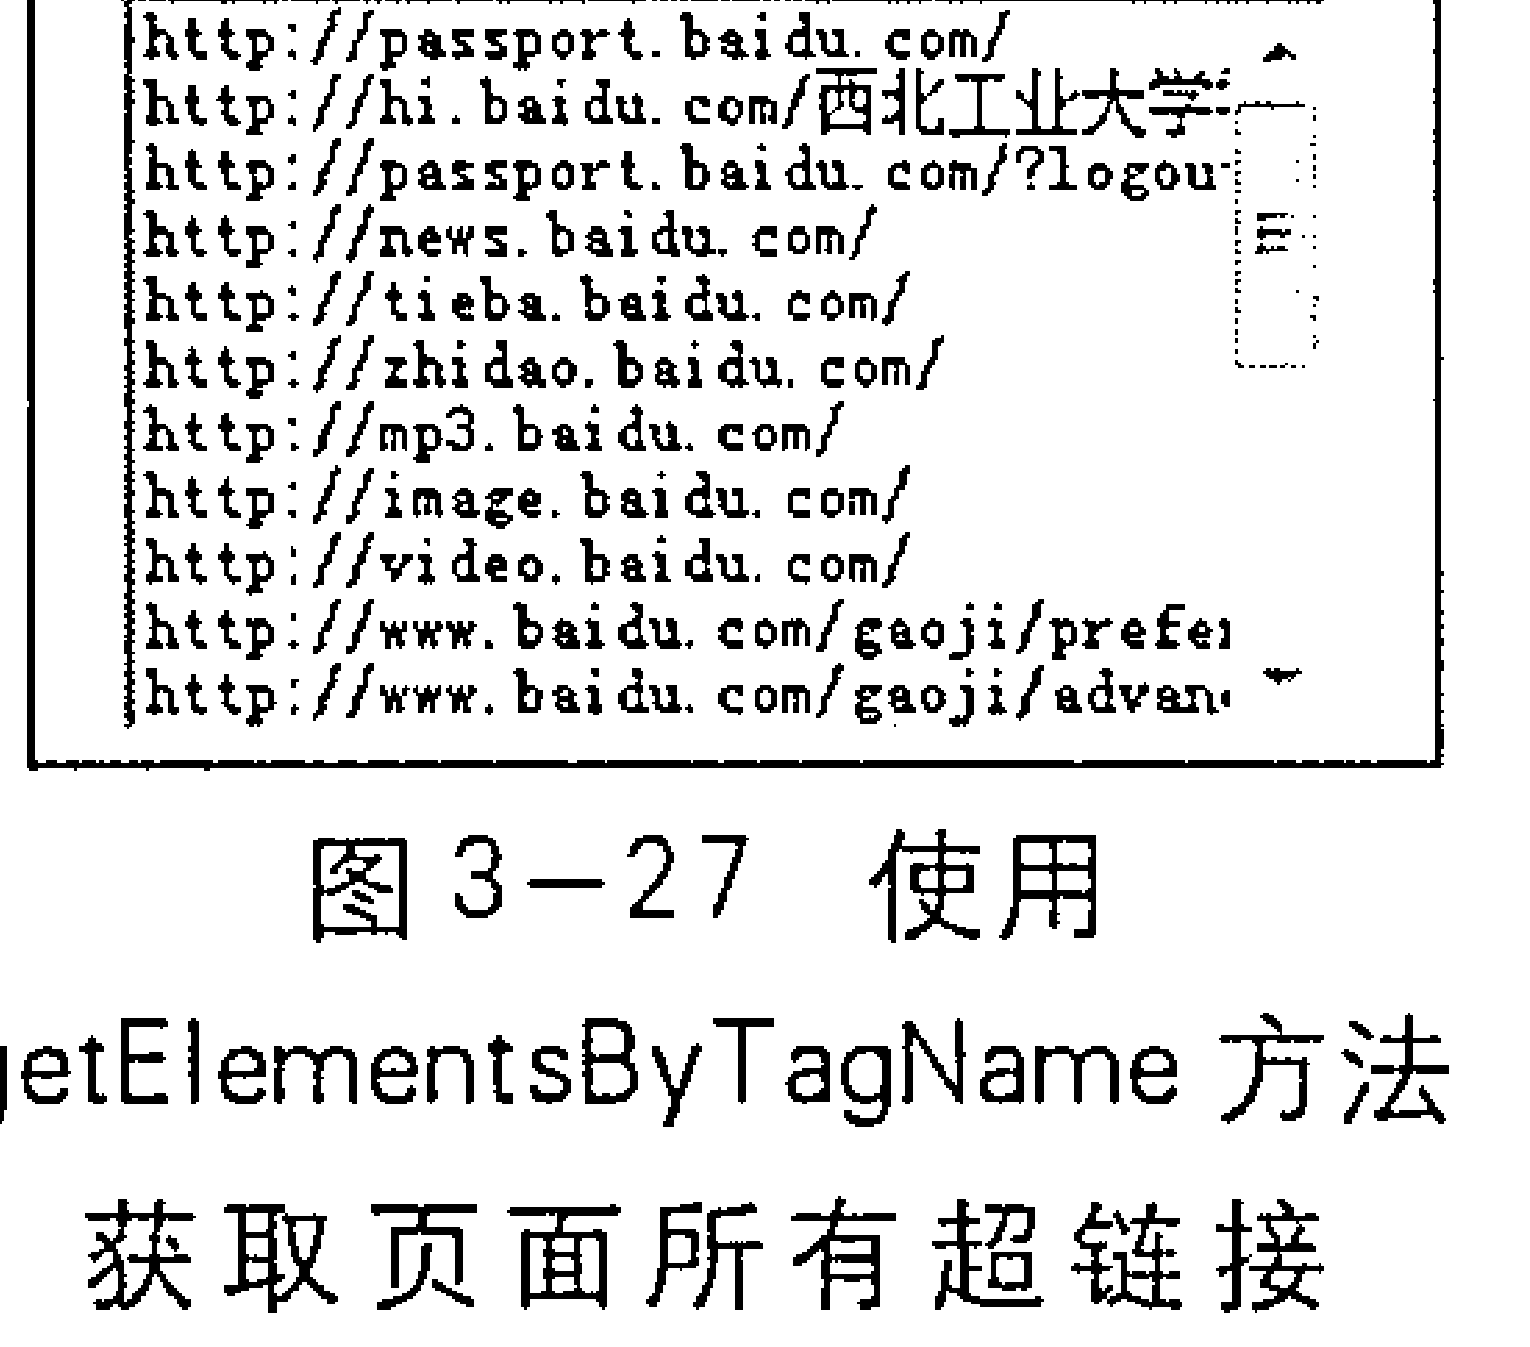 http://passport.baidu.com/
http://hi.baidu.com/西北工业大学
http://passport.baidu.com/?logou
http://news.baidu.com/
http://tieba.baidu.com/
http://zhidao.baidu.com/
http://mp3.baidu.com/
http://image.baidu.com/
http://video.baidu.com/
http://www.baidu.com/gaoji/prefer
http://www.baidu.com/gaoji/advanc
图 3—27 使用
getElementsByTagName 方法
获取页面所有超链接